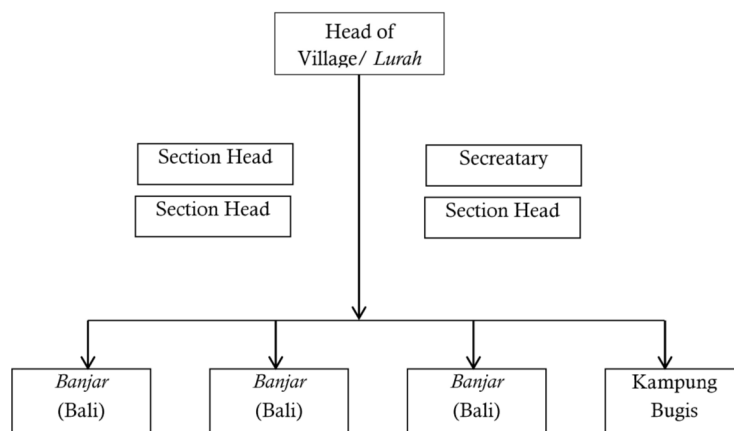 Head of
Village/ Lurah
Section Head
Secreatary
Section Head
Section Head
Banjar
(Bali)
Banjar
(Bali)
Banjar
(Bali)
Kampung
Bugis